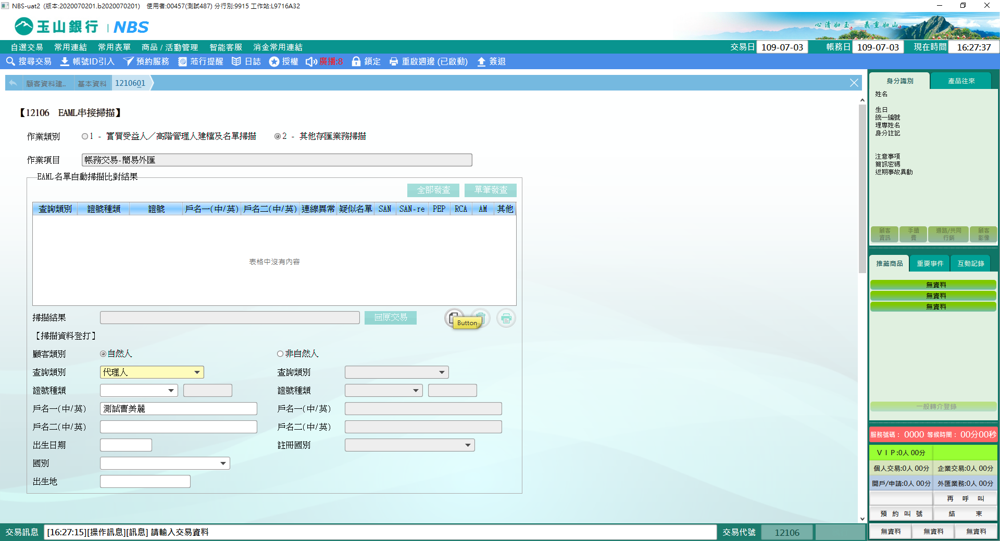 NBS-uat2 (版本:2020070201.b2020070201) 使用者:00457(測試487) 分行別:9915 工作站:L9716A32
玉山銀行 | NBS
心清如玉。義重如山。
自選交易 常用連結 常用表單 商品 / 活動管理 智能客服 消金常用連結
交易日 109-07-03 帳務日 109-07-03 現在時間 16:27:37
搜尋交易 帳號ID引入 預約服務 蒞行提醒 日誌 授權 廣播:8 鎖定 重啟週邊 (已啟動) 簽退
顧客資料建.. 基本資料 1210601
【12106 EAML串接掃描】
作業類別 1 - 實質受益人／高階管理人建檔及名單掃描 2 - 其他存匯業務掃描
作業項目 帳務交易-簡易外匯
EAML名單自動掃描比對結果
全部發查 單筆發查
查詢類別 證號種類 證號 戶名一(中/英) 戶名二(中/英) 連線異常 疑似名單 SAN SAN-re PEP RCA AM 其他
表格中沒有內容
掃描結果 回原交易 Button
【掃描資料登打】
顧客類別 自然人 非自然人
查詢類別 代理人 查詢類別
證號種類 證號種類
戶名一(中/英) 測試曹美麗 戶名一(中/英)
戶名二(中/英) 戶名二(中/英)
出生日期 註冊國別
國別
出生地
身分識別 產品往來
姓名
生日
統一編號
理專姓名
身分註記
注意事項
簡訊密碼
近期事故異動
顧客資訊 手續費 通路/共同行銷 顧客影像
推薦商品 重要事件 互動記錄
無資料
無資料
無資料
一般轉介登錄
服務號碼： 0000 等候時間： 00分00秒
ＶＩＰ:0人 00分
個人交易:0人 00分 企業交易:0人 00分
開戶/申請:0人 00分 外匯業務:0人 00分
再 呼 叫
預 約 叫 號 結 束
無資料 無資料 無資料
交易訊息 [16:27:15][操作訊息][訊息] 請輸入交易資料 交易代號 12106